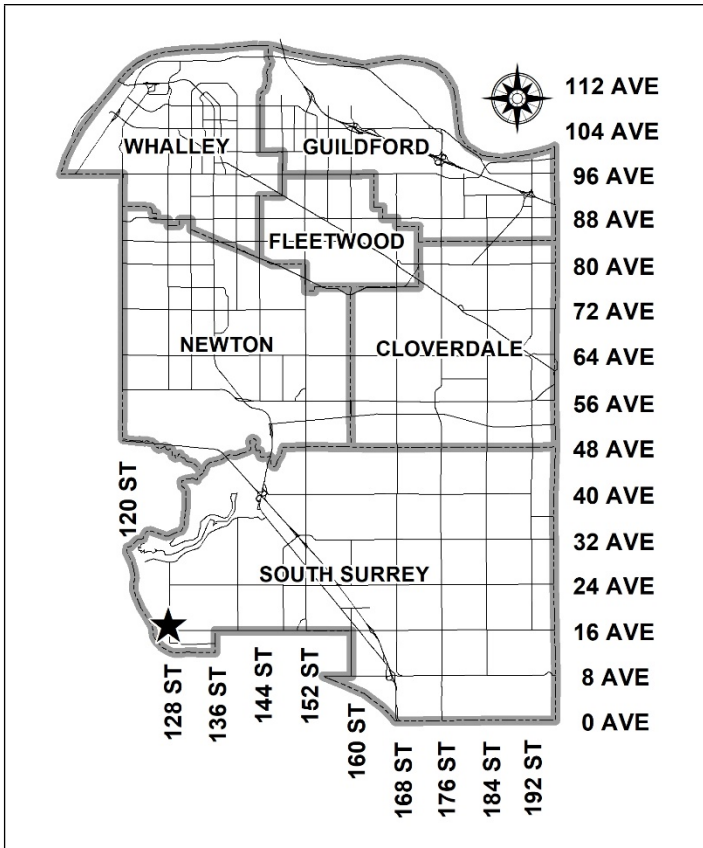 112 AVE
104 AVE
WHALLEY
GUILDFORD
96 AVE
88 AVE
FLEETWOOD
80 AVE
72 AVE
NEWTON
CLOVERDALE
64 AVE
56 AVE
48 AVE
120 ST
40 AVE
32 AVE
SOUTH SURREY
24 AVE
16 AVE
8 AVE
0 AVE
128 ST
136 ST
144 ST
152 ST
160 ST
168 ST
176 ST
184 ST
192 ST